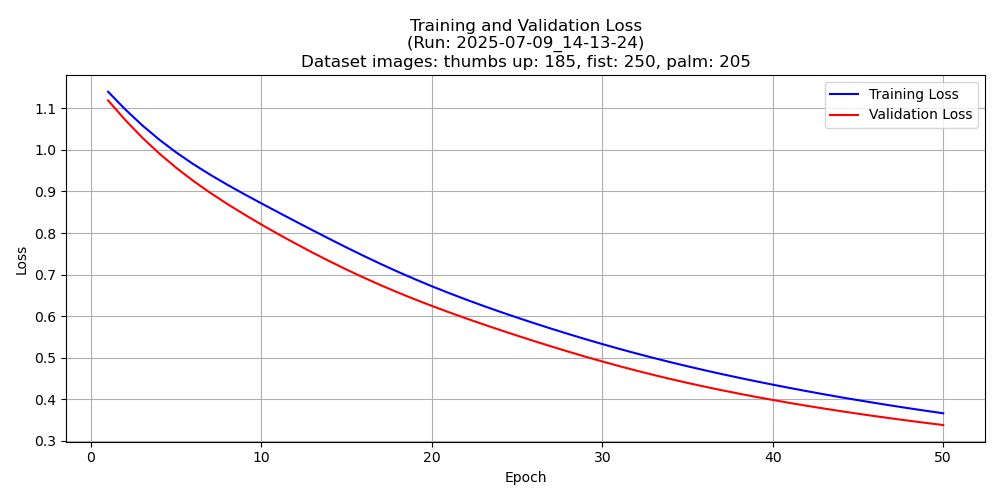 Training and Validation Loss
(Run: 2025-07-09_14-13-24)
Dataset images: thumbs up: 185, fist: 250, palm: 205
Training Loss
Validation Loss
Loss
1.1
1.0
0.9
0.8
0.7
0.6
0.5
0.4
0.3
0 10 20 30 40 50
Epoch